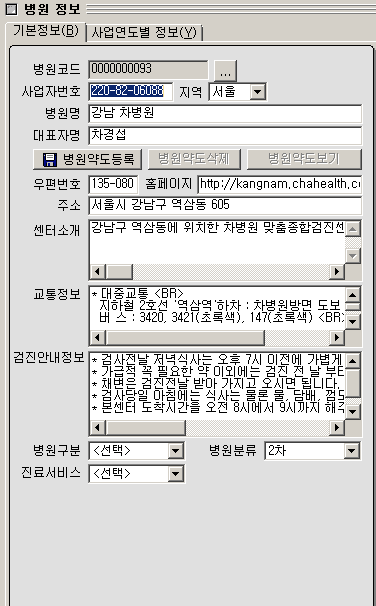 병원 정보
기본정보(B) 사업연도별 정보(Y)
병원코드 0000000093 ...
사업자번호 220-82-06088 지역 서울
병원명 강남 차병원
대표자명 차경섭
병원약도등록 병원약도삭제 병원약도보기
우편번호 135-080 홈페이지 http://kangnam.chahealth.c
주소 서울시 강남구 역삼동 605
센터소개 강남구 역삼동에 위치한 차병원 맞춤종합검진센
교통정보 * 대중교통 <BR>
지하철 2호선 '역삼역'하차 : 차병원방면 도보
버 스 : 3420, 3421(초록색), 147(초록색) <BR>
검진안내정보 * 검사전날 저녁식사는 오후 7시 이전에 가볍게
* 가급적 꼭 필요한 약 이외에는 검진 전 날 부터
* 채변은 검진전날 받아 가지고 오시면 됩니다.
* 검사당일 아침에는 식사는 물론 물, 담배, 껌도
* 본센터 도착시간을 오전 8시에서 9시까지 해주
병원구분 <선택> 병원분류 2차
진료서비스 <선택>